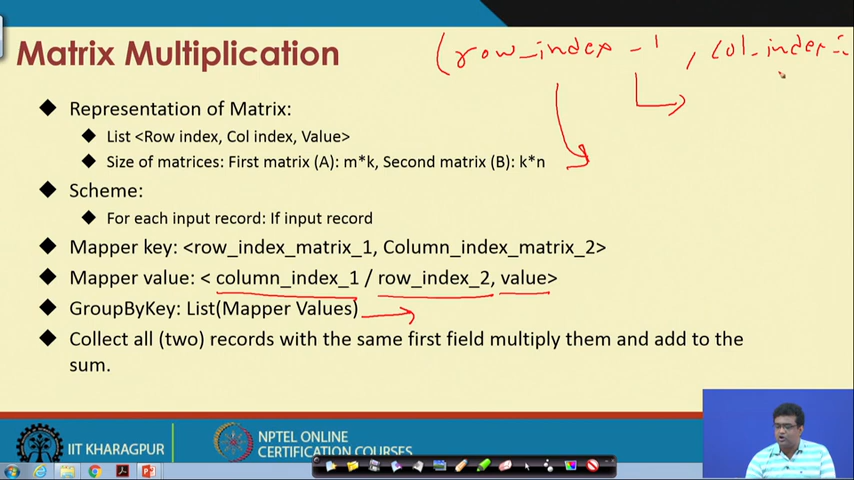 Matrix Multiplication
(row_index - 1 , col_index-2
Representation of Matrix:
List <Row index, Col index, Value>
Size of matrices: First matrix (A): m*k, Second matrix (B): k*n
Scheme:
For each input record: If input record
Mapper key: <row_index_matrix_1, Column_index_matrix_2>
Mapper value: < column_index_1 / row_index_2, value>
GroupByKey: List(Mapper Values)
Collect all (two) records with the same first field multiply them and add to the
sum.
IIT KHARAGPUR
NPTEL ONLINE
CERTIFICATION COURSES